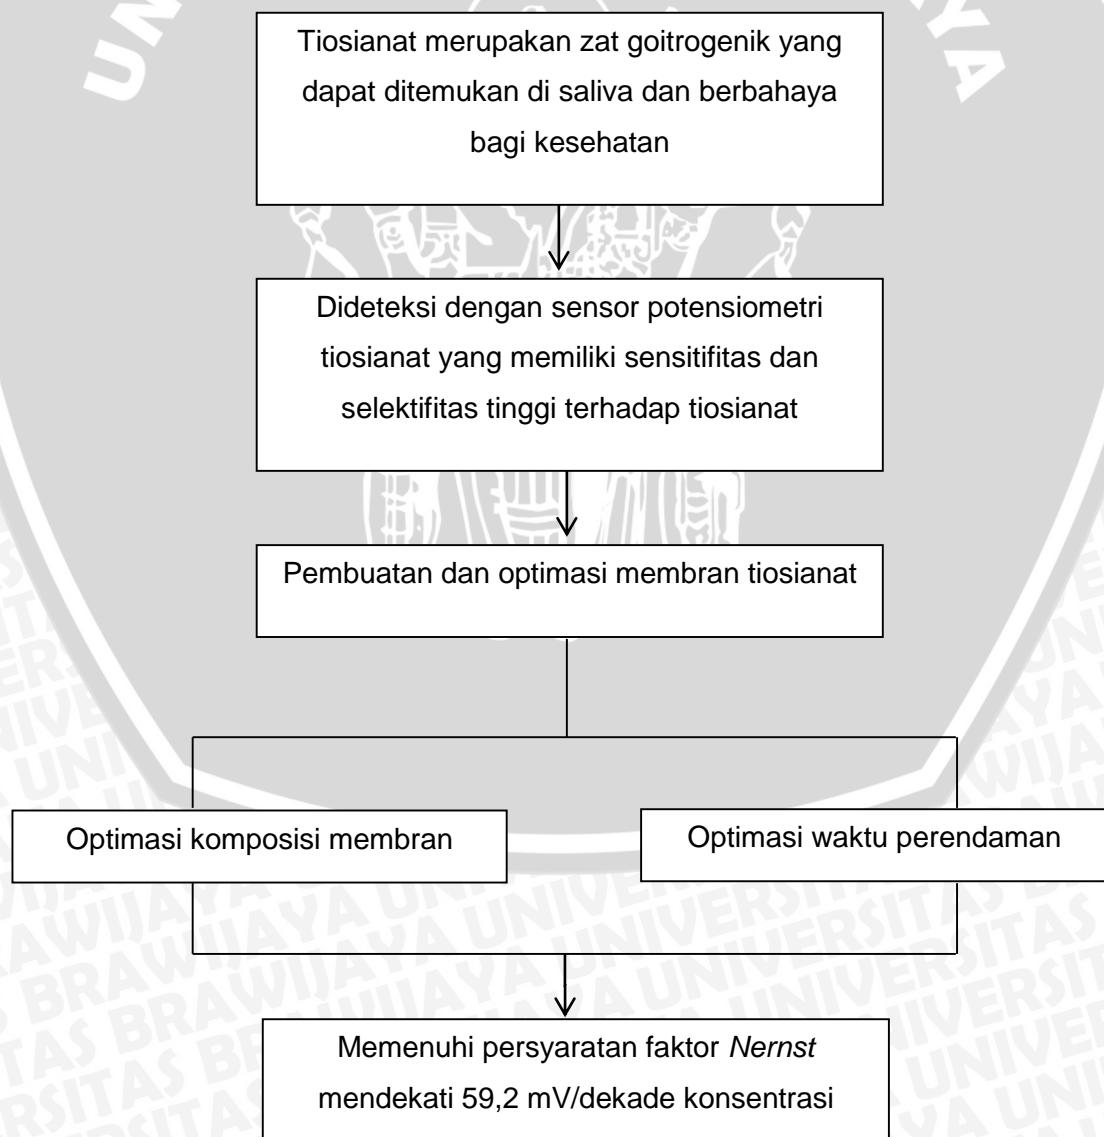 Tiosianat merupakan zat goitrogenik yang
dapat ditemukan di saliva dan berbahaya
bagi kesehatan
Dideteksi dengan sensor potensiometri
tiosianat yang memiliki sensitifitas dan
selektifitas tinggi terhadap tiosianat
Pembuatan dan optimasi membran tiosianat
Optimasi komposisi membran
Optimasi waktu perendaman
Memenuhi persyaratan faktor Nernst
mendekati 59,2 mV/dekade konsentrasi